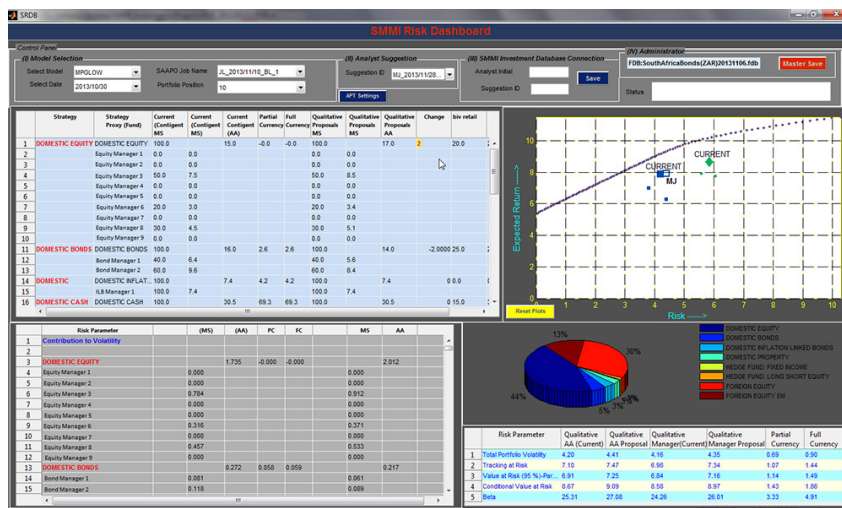 SRDB
SMMI Risk Dashboard
Control Panel
(I) Model Selection
(II) Analyst Suggestion
(III) SMMI Investment Database Connection
(IV) Administrator
Select Model MPGLOW SAAPO Job Name JL_2013/11/10_BL_1
Suggestion ID MJ_2013/11/28...
Analyst Initial
Save
FDB:SouthAfricaBonds(ZAR)20131106.fdb Master Save
Select Date 2013/10/30 Portfolio Position 10
APT Settings
Suggestion ID
Status
Strategy Strategy Proxy (Fund) Current (Contigent MS) Current (Contigent MS) Current Contigent (AA) Partial Currency Full Currency Qualitative Proposals MS Qualitative Proposals MS Qualitative Proposals AA Change biv retail
1 DOMESTIC EQUITY DOMESTIC EQUITY 100.0 15.0 -0.0 -0.0 100.0 17.0 2 20.0
2 Equity Manager 1 0.0 0.0 0.0 0.0
3 Equity Manager 2 0.0 0.0 0.0 0.0
4 Equity Manager 3 50.0 7.5 50.0 8.5
5 Equity Manager 4 0.0 0.0 0.0 0.0
6 Equity Manager 5 0.0 0.0 0.0 0.0
7 Equity Manager 6 20.0 3.0 20.0 3.4
8 Equity Manager 7 0.0 0.0 0.0 0.0
9 Equity Manager 8 30.0 4.5 30.0 5.1
10 Equity Manager 9 0.0 0.0 0.0 0.0
11 DOMESTIC BONDS DOMESTIC BONDS 100.0 16.0 2.6 2.6 100.0 14.0 -2.0000 25.0
12 Bond Manager 1 40.0 6.4 40.0 5.6
13 Bond Manager 2 60.0 9.6 60.0 8.4
14 DOMESTIC DOMESTIC INFLAT... 100.0 7.4 4.2 4.2 100.0 7.4 0 0.0
15 ILB Manager 1 100.0 7.4 100.0 7.4
16 DOMESTIC CASH DOMESTIC CASH 100.0 30.5 69.3 69.3 100.0 30.5 0 15.0
Expected Return ---->
10
8
6
4
2
0 1 2 3 4 5 6 7 8 9 10 11
Risk ---->
CURRENT
CURRENT
MJ
Reset Plots
Risk Parameter (MS) (AA) PC FC MS AA
1 Contribution to Volatility
2
3 DOMESTIC EQUITY 1.735 -0.000 -0.000 2.012
4 Equity Manager 1 0.000 0.000
5 Equity Manager 2 0.000 0.000
6 Equity Manager 3 0.784 0.912
7 Equity Manager 4 0.000 0.000
8 Equity Manager 5 0.000 0.000
9 Equity Manager 6 0.316 0.371
10 Equity Manager 7 0.000 0.000
11 Equity Manager 8 0.457 0.533
12 Equity Manager 9 0.000 0.000
13 DOMESTIC BONDS 0.272 0.058 0.059 0.217
14 Bond Manager 1 0.081 0.061
15 Bond Manager 2 0.118 0.089
13%
30%
44%
5%
3%
DOMESTIC EQUITY
DOMESTIC BONDS
DOMESTIC INFLATION LINKED BONDS
DOMESTIC PROPERTY
HEDGE FUND: FIXED INCOME
HEDGE FUND: LONG SHORT EQUITY
FOREIGN EQUITY
FOREIGN EQUITY EM
Risk Parameter Qualitative AA (Current) Qualitative AA Proposal Qualitative Manager(Current) Qualitative Manager Proposal Partial Currency Full Currency
1 Total Portfolio Volatility 4.20 4.41 4.16 4.35 0.69 0.90
2 Tracking at Risk 7.10 7.47 6.98 7.34 1.07 1.44
3 Value at Risk (95 %)-Par... 6.91 7.25 6.84 7.16 1.14 1.49
4 Conditional Value at Risk 8.67 9.09 8.58 8.97 1.43 1.86
5 Beta 25.31 27.08 24.26 26.01 3.33 4.91